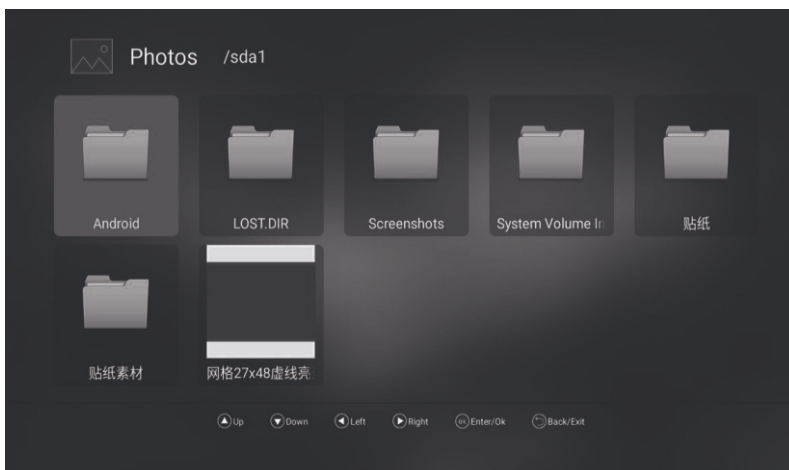 Photos /sda1
Android LOST.DIR Screenshots System Volume In 贴纸
贴纸素材 网格27x48虚线亮
Up Down Left Right OK Enter/Ok Back/Exit